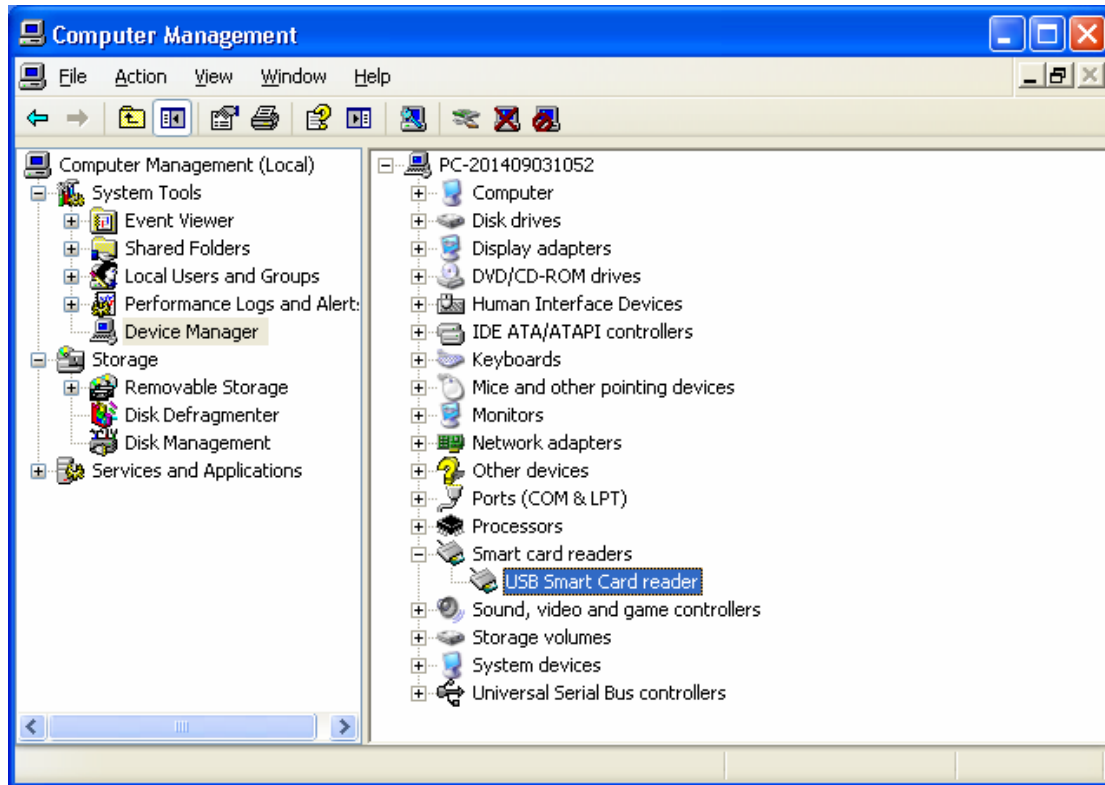 Computer Management
File Action View Window Help
Computer Management (Local)
System Tools
Event Viewer
Shared Folders
Local Users and Groups
Performance Logs and Alert:
Device Manager
Storage
Removable Storage
Disk Defragmenter
Disk Management
Services and Applications
PC-201409031052
Computer
Disk drives
Display adapters
DVD/CD-ROM drives
Human Interface Devices
IDE ATA/ATAPI controllers
Keyboards
Mice and other pointing devices
Monitors
Network adapters
Other devices
Ports (COM & LPT)
Processors
Smart card readers
USB Smart Card reader
Sound, video and game controllers
Storage volumes
System devices
Universal Serial Bus controllers